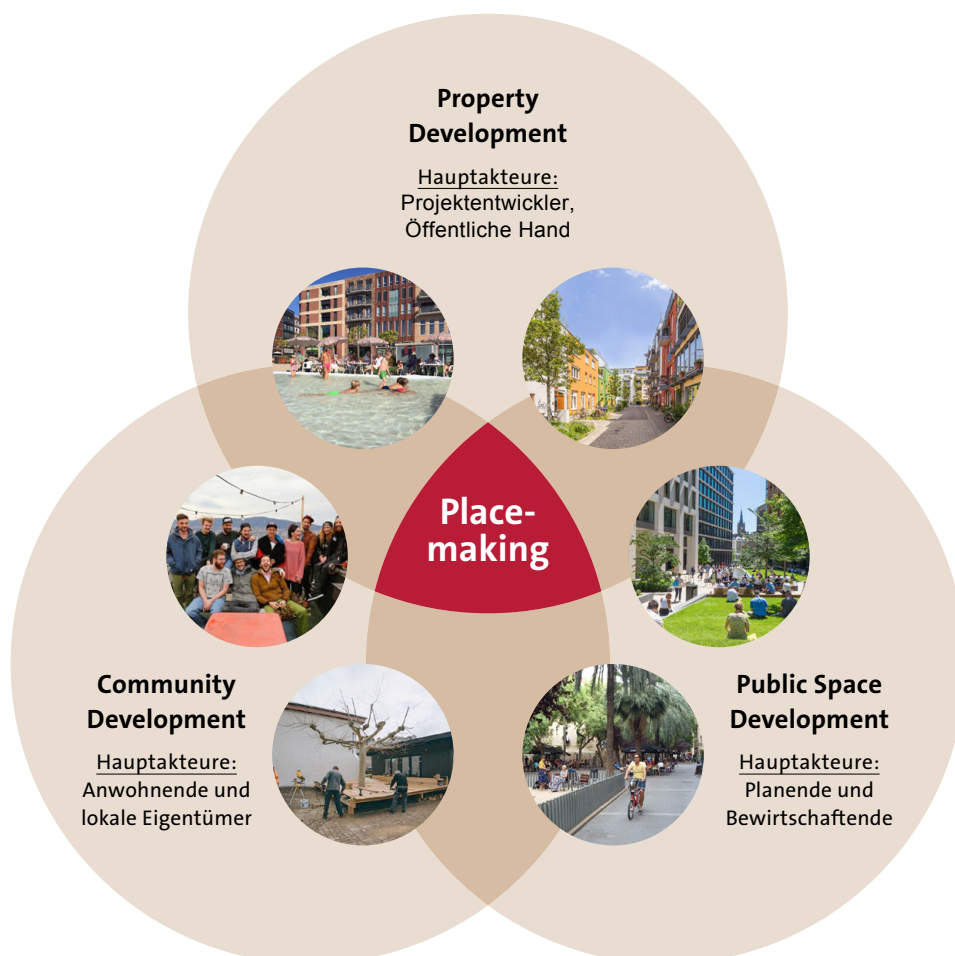 Property
Development
Hauptakteure:
Projektentwickler,
Öffentliche Hand
Place-
making
Community
Development
Hauptakteure:
Anwohnende und
lokale Eigentümer
Public Space
Development
Hauptakteure:
Planende und
Bewirtschaftende